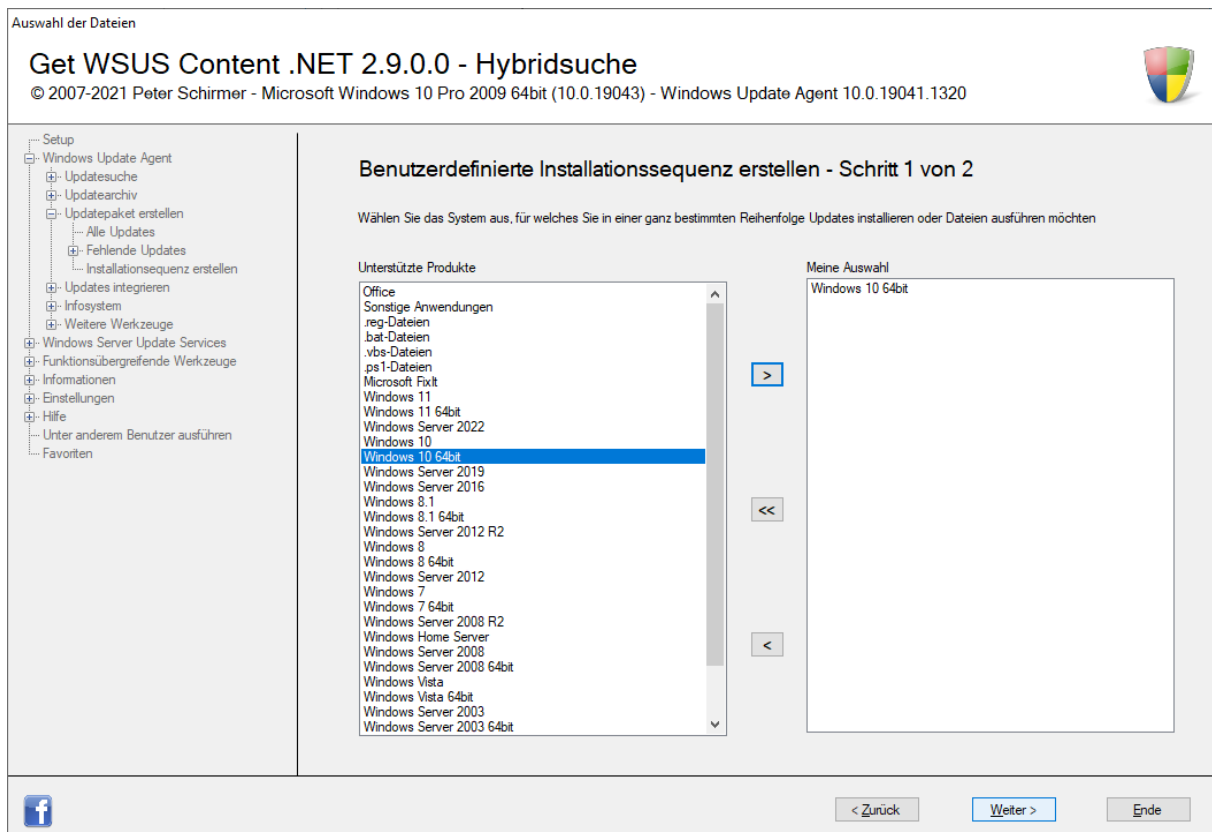 Auswahl der Dateien
Get WSUS Content .NET 2.9.0.0 - Hybridsuche
© 2007-2021 Peter Schirmer - Microsoft Windows 10 Pro 2009 64bit (10.0.19043) - Windows Update Agent 10.0.19041.1320
Setup
Windows Update Agent
Updatesuche
Updatearchiv
Updatepaket erstellen
Alle Updates
Fehlende Updates
Installationsequenz erstellen
Updates integrieren
Infosystem
Weitere Werkzeuge
Windows Server Update Services
Funktionsübergreifende Werkzeuge
Informationen
Einstellungen
Hilfe
Unter anderem Benutzer ausführen
Favoriten
Benutzerdefinierte Installationssequenz erstellen - Schritt 1 von 2
Wählen Sie das System aus, für welches Sie in einer ganz bestimmten Reihenfolge Updates installieren oder Dateien ausführen möchten
Unterstützte Produkte
Office
Sonstige Anwendungen
.reg-Dateien
.bat-Dateien
.vbs-Dateien
.ps1-Dateien
Microsoft FixIt
Windows 11
Windows 11 64bit
Windows Server 2022
Windows 10
Windows 10 64bit
Windows Server 2019
Windows Server 2016
Windows 8.1
Windows 8.1 64bit
Windows Server 2012 R2
Windows 8
Windows 8 64bit
Windows Server 2012
Windows 7
Windows 7 64bit
Windows Server 2008 R2
Windows Home Server
Windows Server 2008
Windows Server 2008 64bit
Windows Vista
Windows Vista 64bit
Windows Server 2003
Windows Server 2003 64bit
>
<<
<
Meine Auswahl
Windows 10 64bit
f
< Zurück
Weiter >
Ende